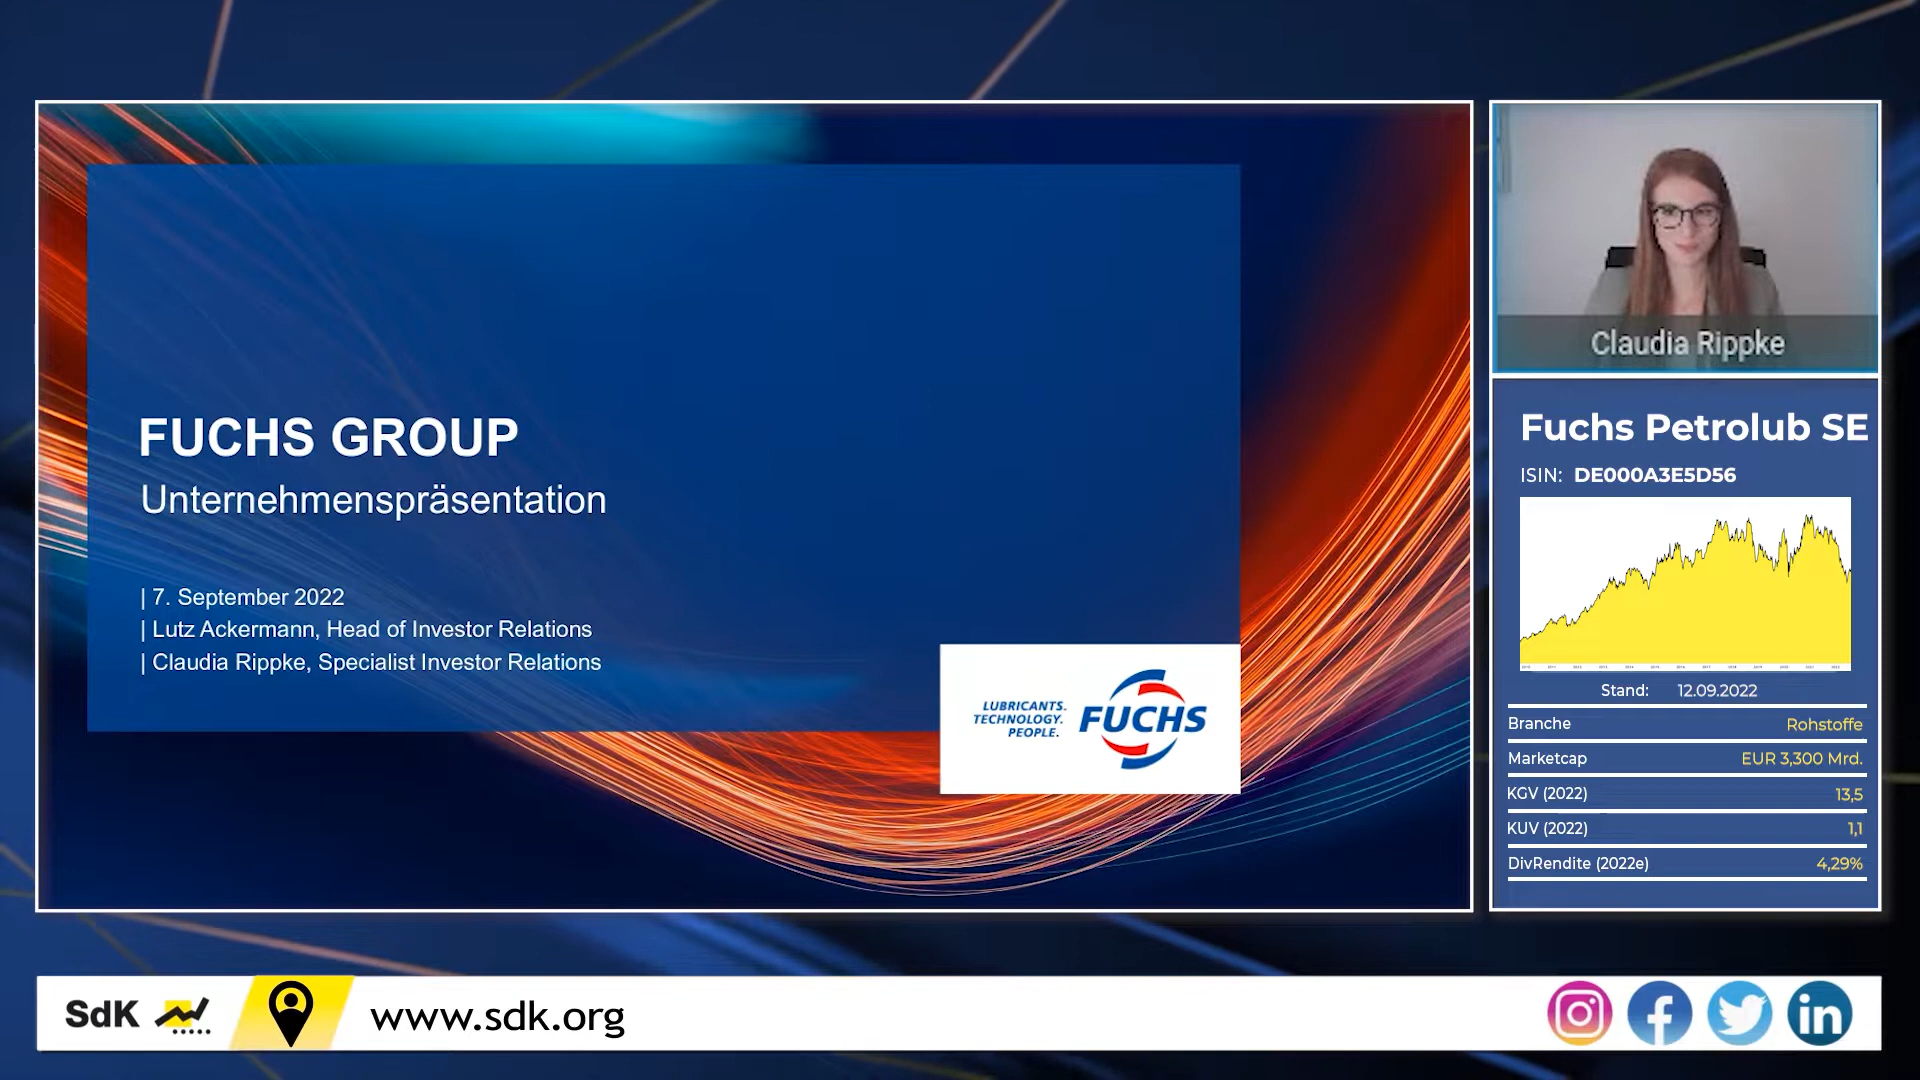 FUCHS GROUP
Unternehmenspräsentation
| 7. September 2022
| Lutz Ackermann, Head of Investor Relations
| Claudia Rippke, Specialist Investor Relations
LUBRICANTS.
TECHNOLOGY.
PEOPLE.
FUCHS
Claudia Rippke
Fuchs Petrolub SE
ISIN: DE000A3E5D56
Stand: 12.09.2022
Branche Rohstoffe
Marketcap EUR 3,300 Mrd.
KGV (2022) 13,5
KUV (2022) 1,1
DivRendite (2022e) 4,29%
SdK
www.sdk.org